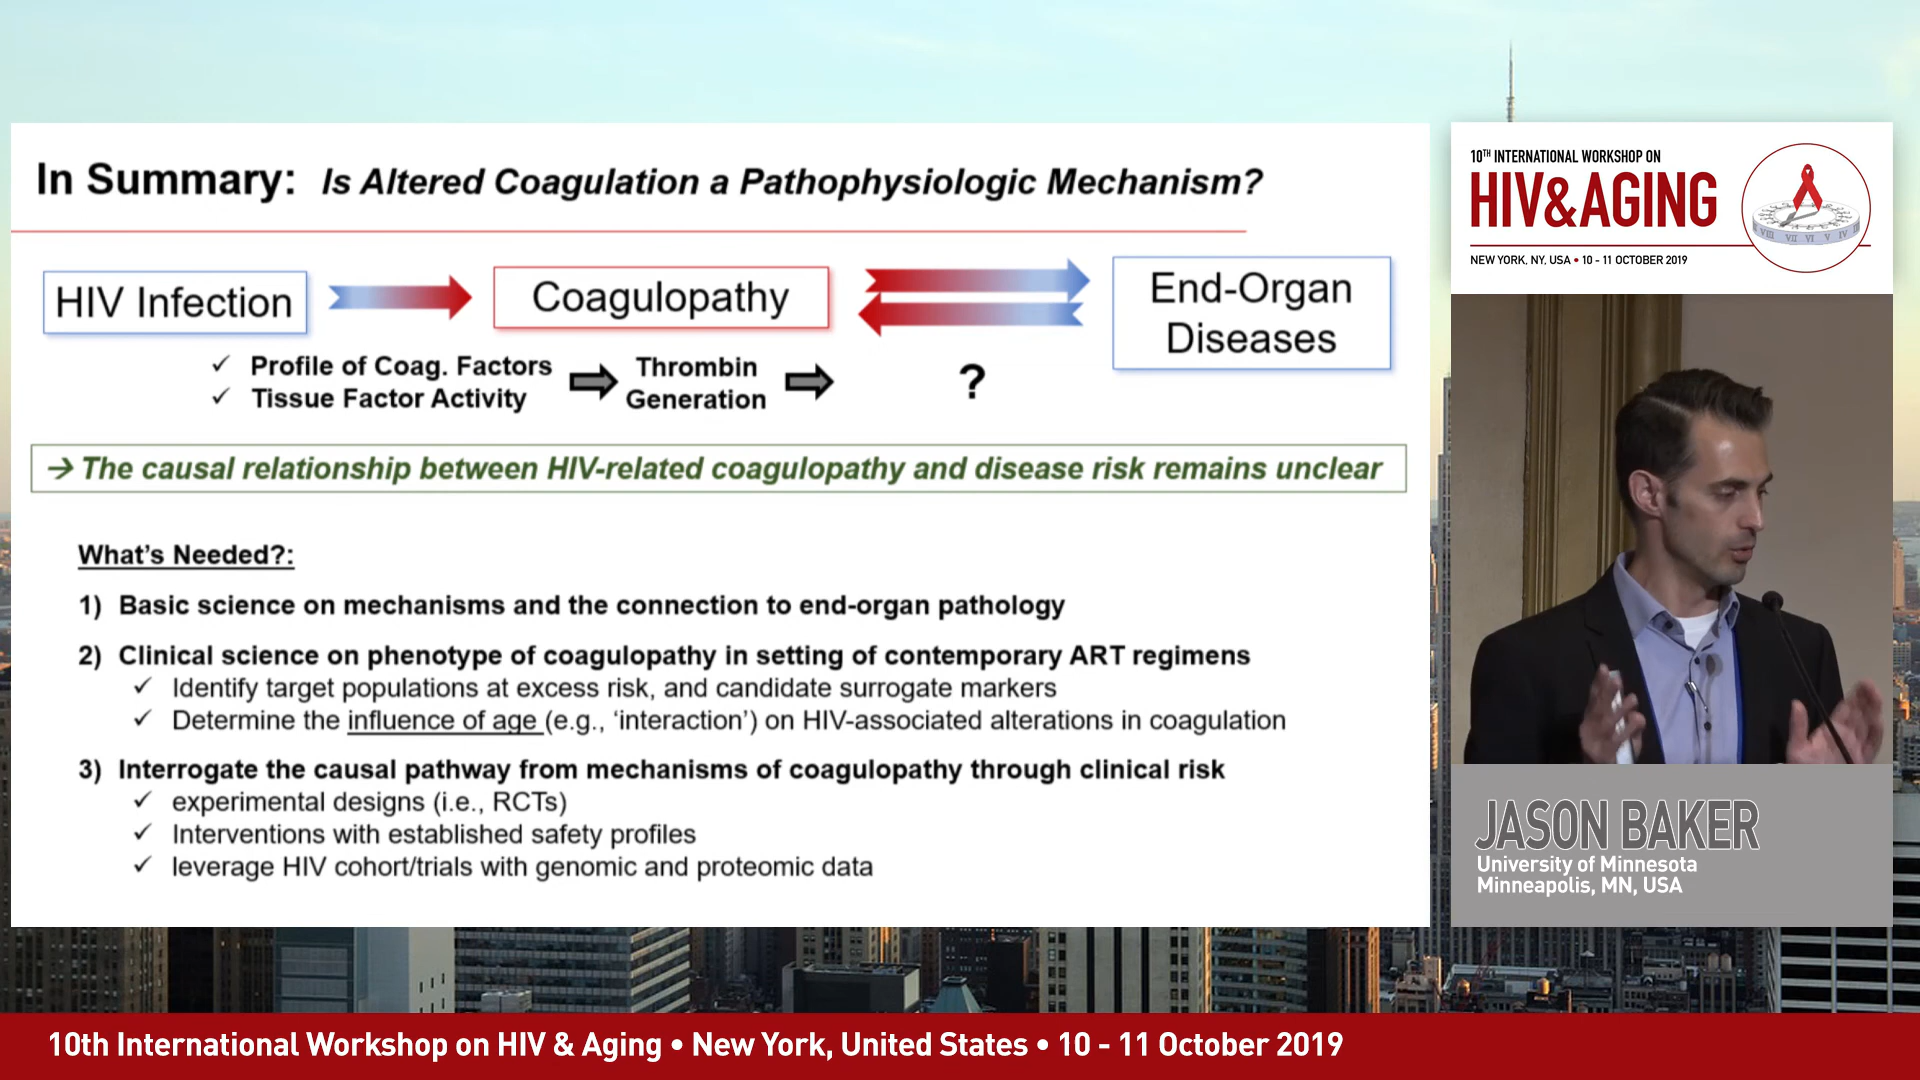 In Summary: Is Altered Coagulation a Pathophysiologic Mechanism?
HIV Infection
Coagulopathy
End-Organ
Diseases
✓ Profile of Coag. Factors
✓ Tissue Factor Activity
Thrombin
Generation
?
→ The causal relationship between HIV-related coagulopathy and disease risk remains unclear
What's Needed?:
1) Basic science on mechanisms and the connection to end-organ pathology
2) Clinical science on phenotype of coagulopathy in setting of contemporary ART regimens
✓ Identify target populations at excess risk, and candidate surrogate markers
✓ Determine the influence of age (e.g., 'interaction') on HIV-associated alterations in coagulation
3) Interrogate the causal pathway from mechanisms of coagulopathy through clinical risk
✓ experimental designs (i.e., RCTs)
✓ Interventions with established safety profiles
✓ leverage HIV cohort/trials with genomic and proteomic data
10TH INTERNATIONAL WORKSHOP ON
HIV&AGING
NEW YORK, NY, USA • 10 - 11 OCTOBER 2019
VIII VII VI V IV
JASON BAKER
University of Minnesota
Minneapolis, MN, USA
10th International Workshop on HIV & Aging • New York, United States • 10 - 11 October 2019